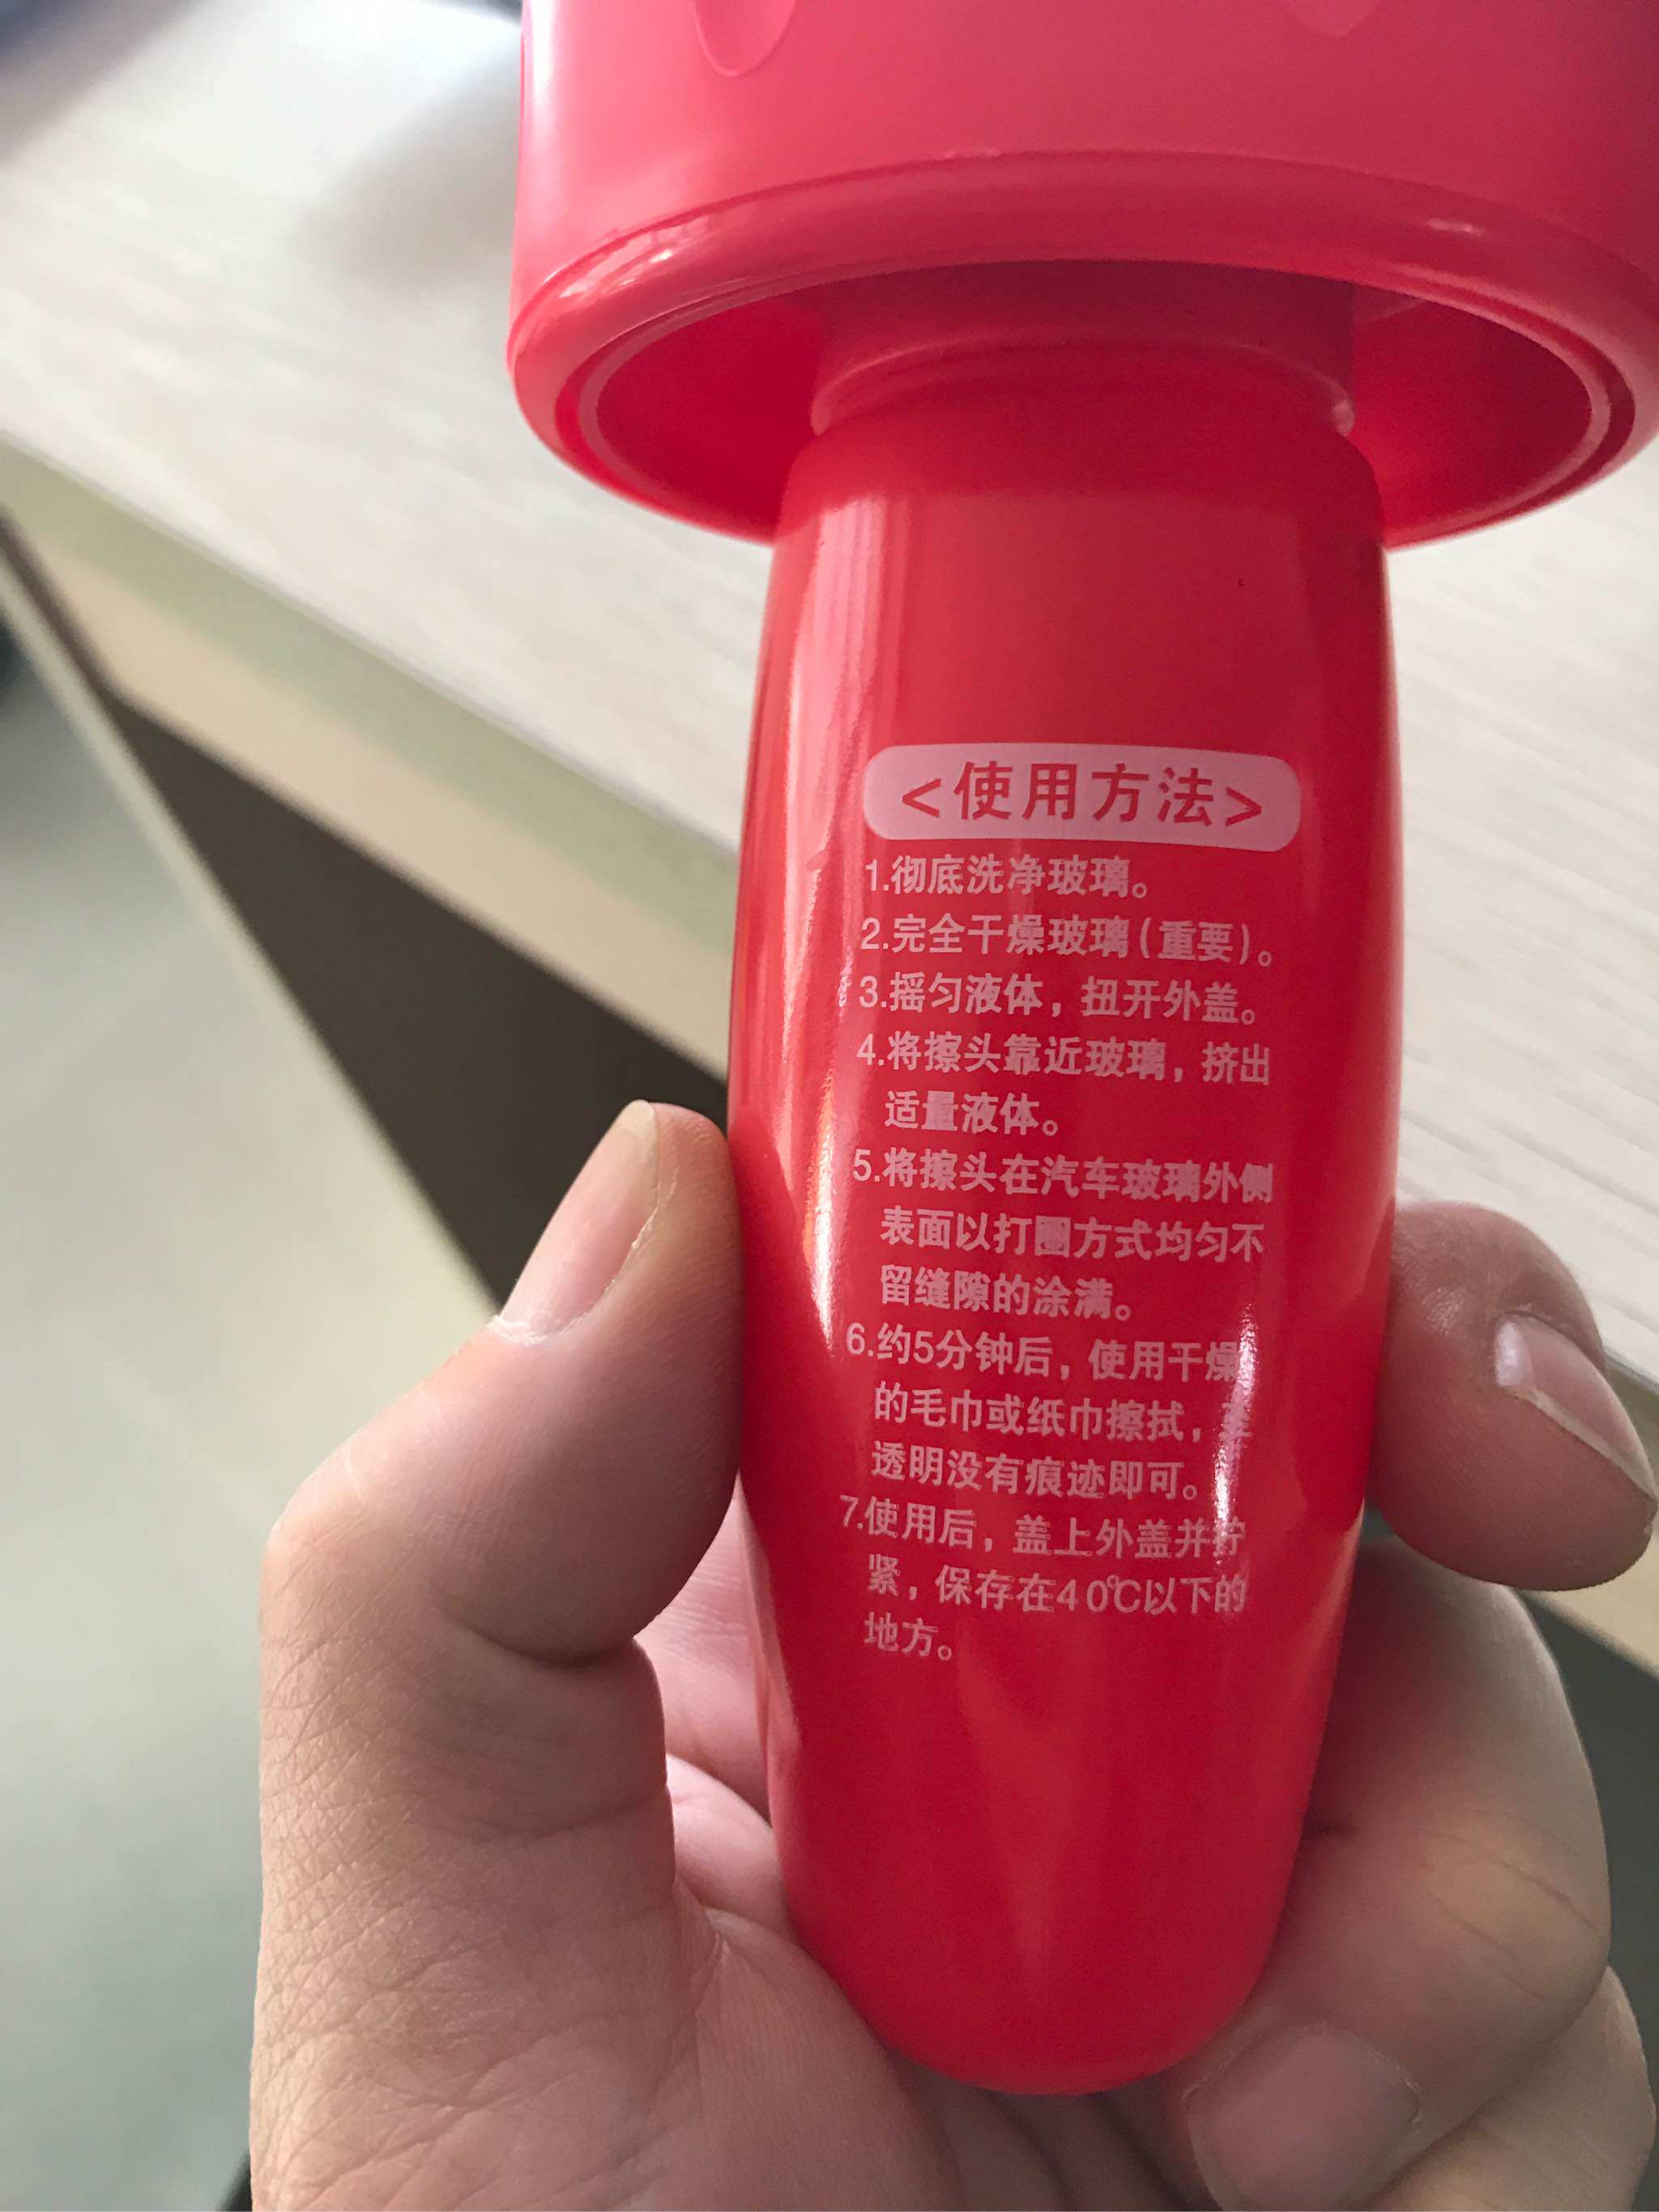 <使用方法>
1.彻底洗净玻璃。
2.完全干燥玻璃(重要)。
3.摇匀液体，扭开外盖。
4.将擦头靠近玻璃，挤出
适量液体。
5.将擦头在汽车玻璃外侧
表面以打圈方式均匀不
留缝隙的涂满。
6.约5分钟后，使用干燥
的毛巾或纸巾擦拭，至
透明没有痕迹即可。
7.使用后，盖上外盖并拧
紧，保存在40℃以下的
地方。